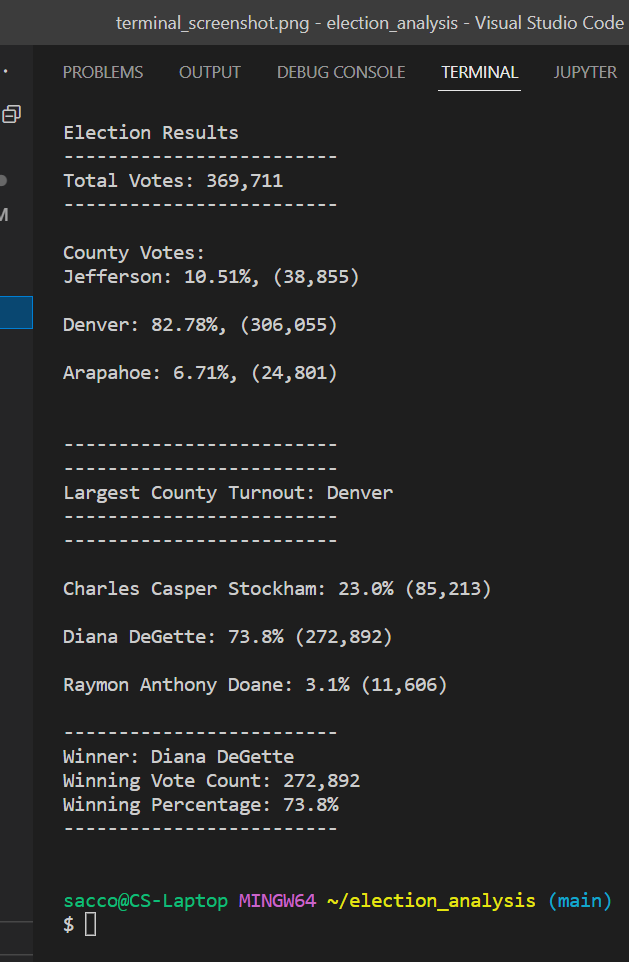 terminal_screenshot.png - election_analysis - Visual Studio Code
PROBLEMS OUTPUT DEBUG CONSOLE TERMINAL JUPYTER
M
Election Results
-------------------------
Total Votes: 369,711
-------------------------
County Votes:
Jefferson: 10.51%, (38,855)
Denver: 82.78%, (306,055)
Arapahoe: 6.71%, (24,801)
-------------------------
-------------------------
Largest County Turnout: Denver
-------------------------
-------------------------
Charles Casper Stockham: 23.0% (85,213)
Diana DeGette: 73.8% (272,892)
Raymon Anthony Doane: 3.1% (11,606)
-------------------------
Winner: Diana DeGette
Winning Vote Count: 272,892
Winning Percentage: 73.8%
-------------------------
sacco@CS-Laptop MINGW64 ~/election_analysis (main)
$